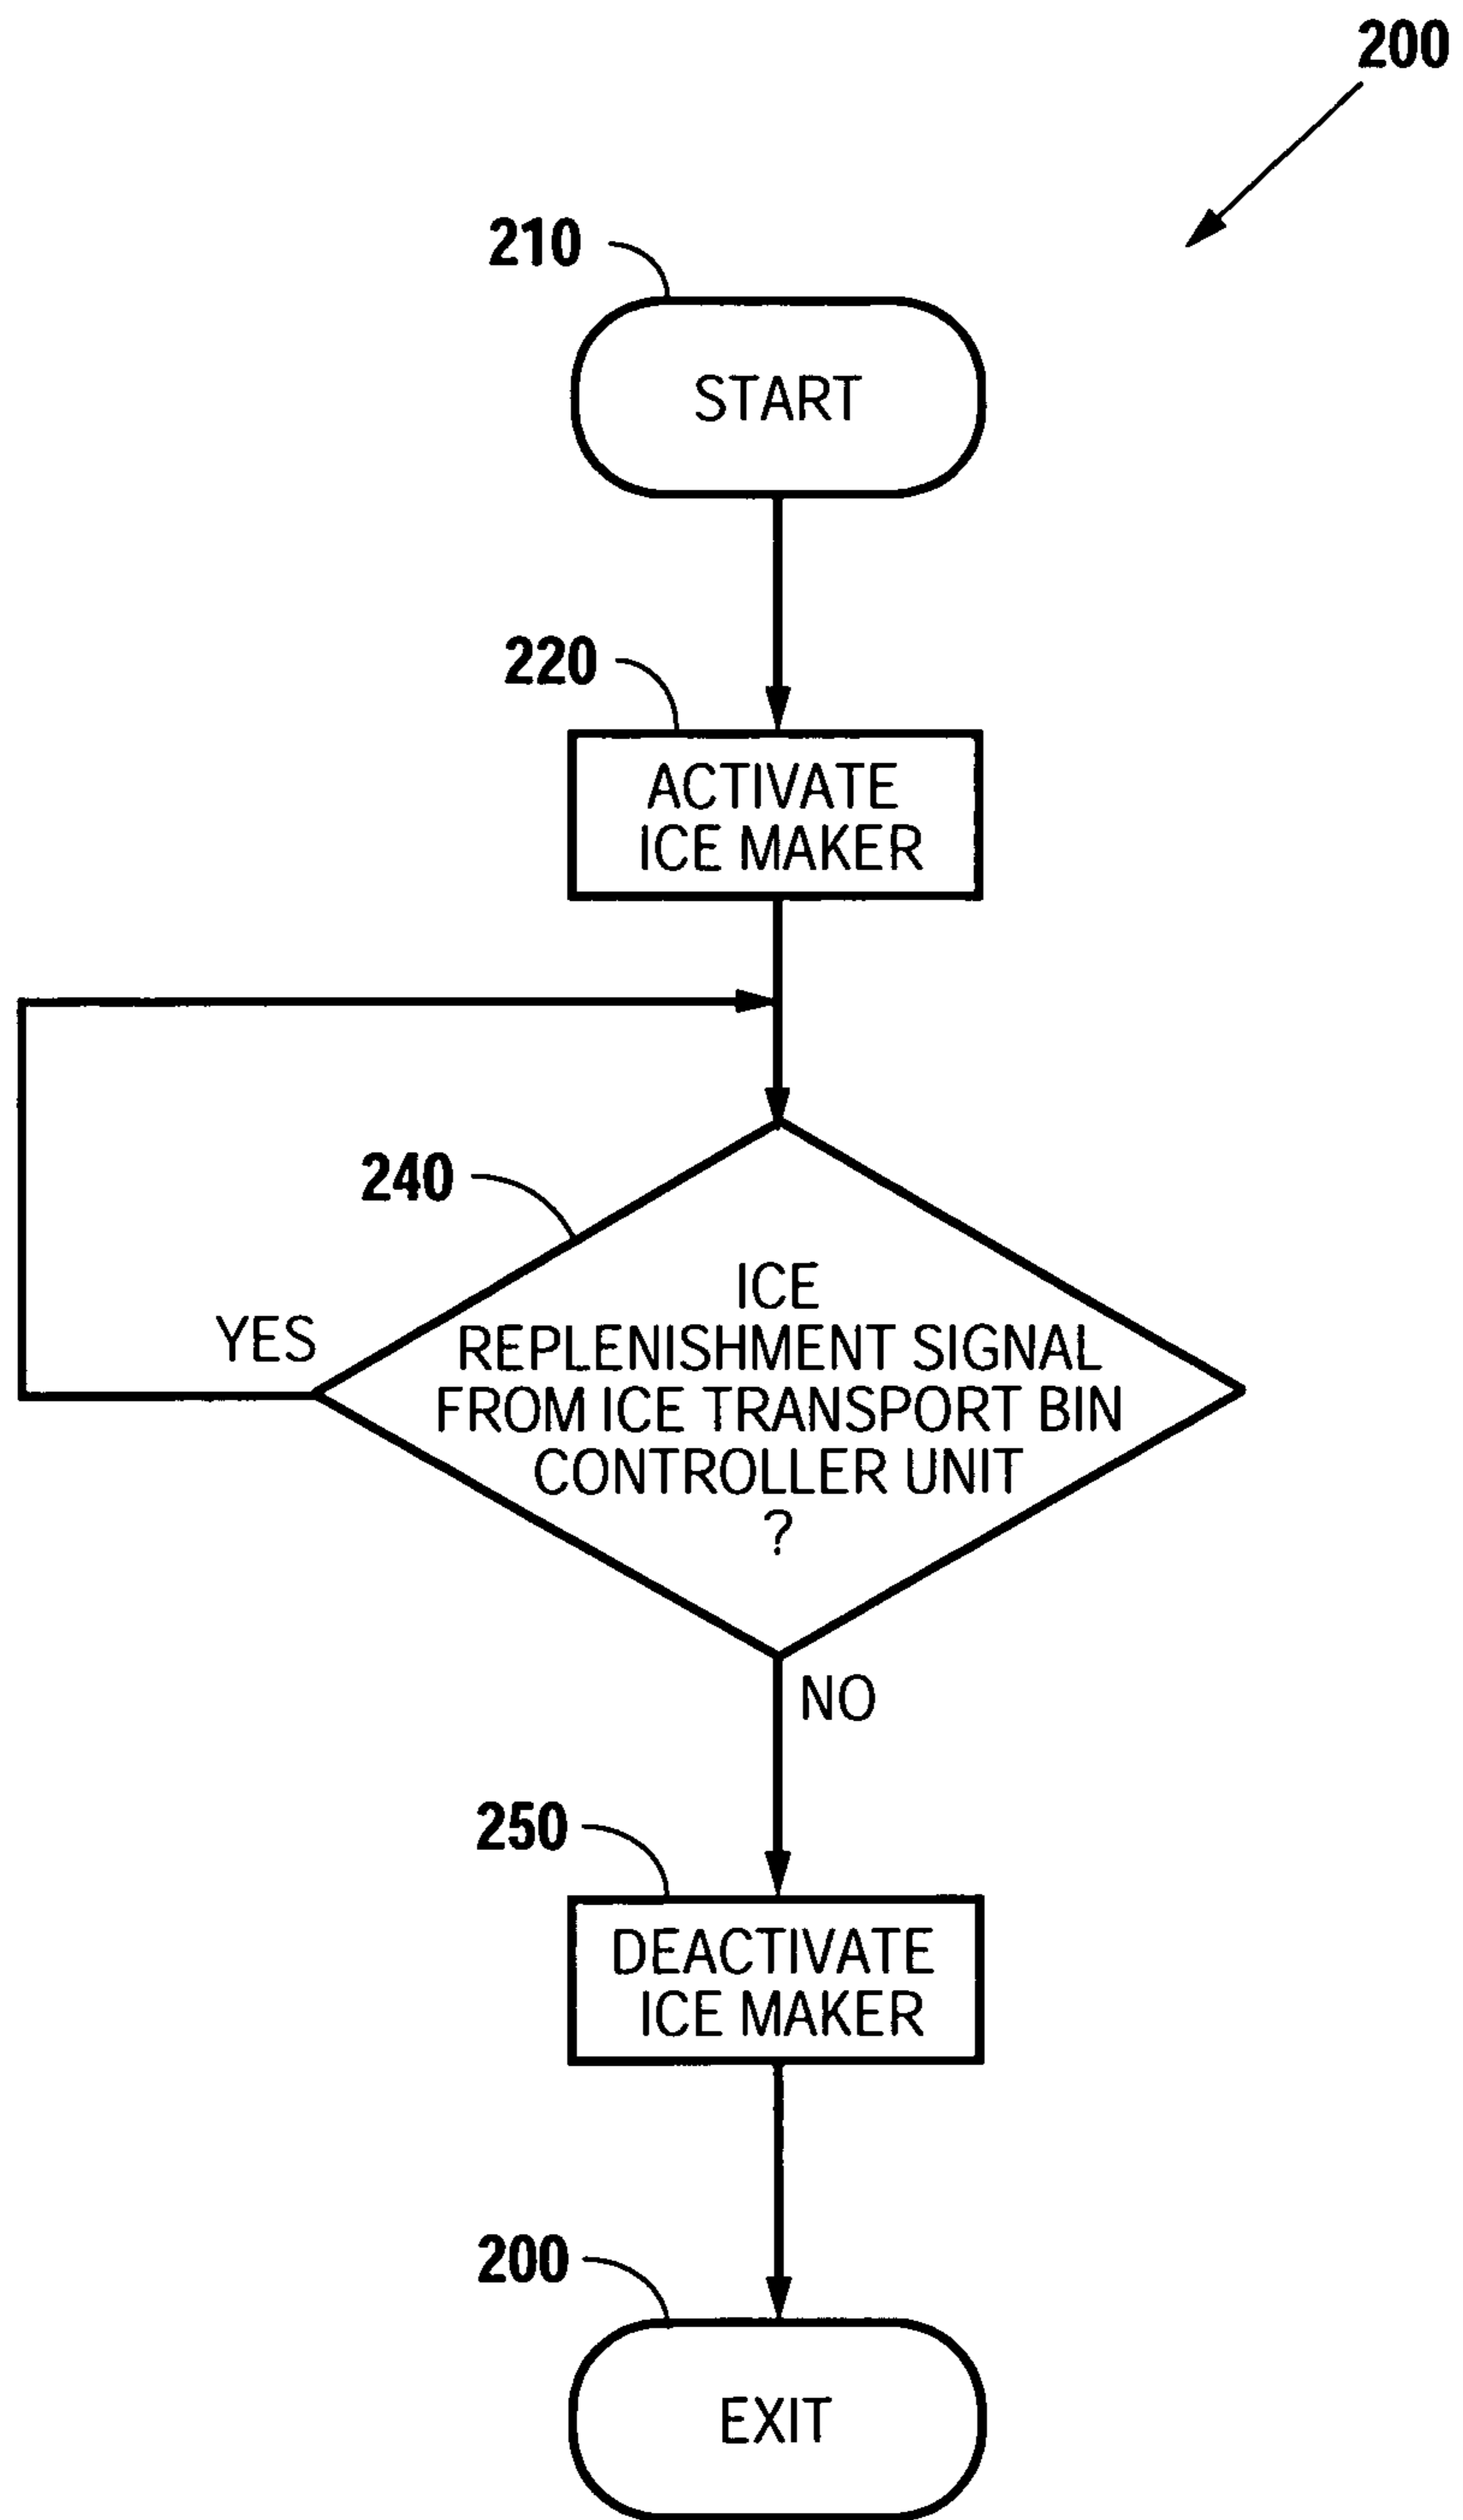 200
210
START
220
ACTIVATE
ICE MAKER
240
ICE
REPLENISHMENT SIGNAL
FROM ICE TRANSPORT BIN
CONTROLLER UNIT
?
YES
NO
250
DEACTIVATE
ICE MAKER
200
EXIT